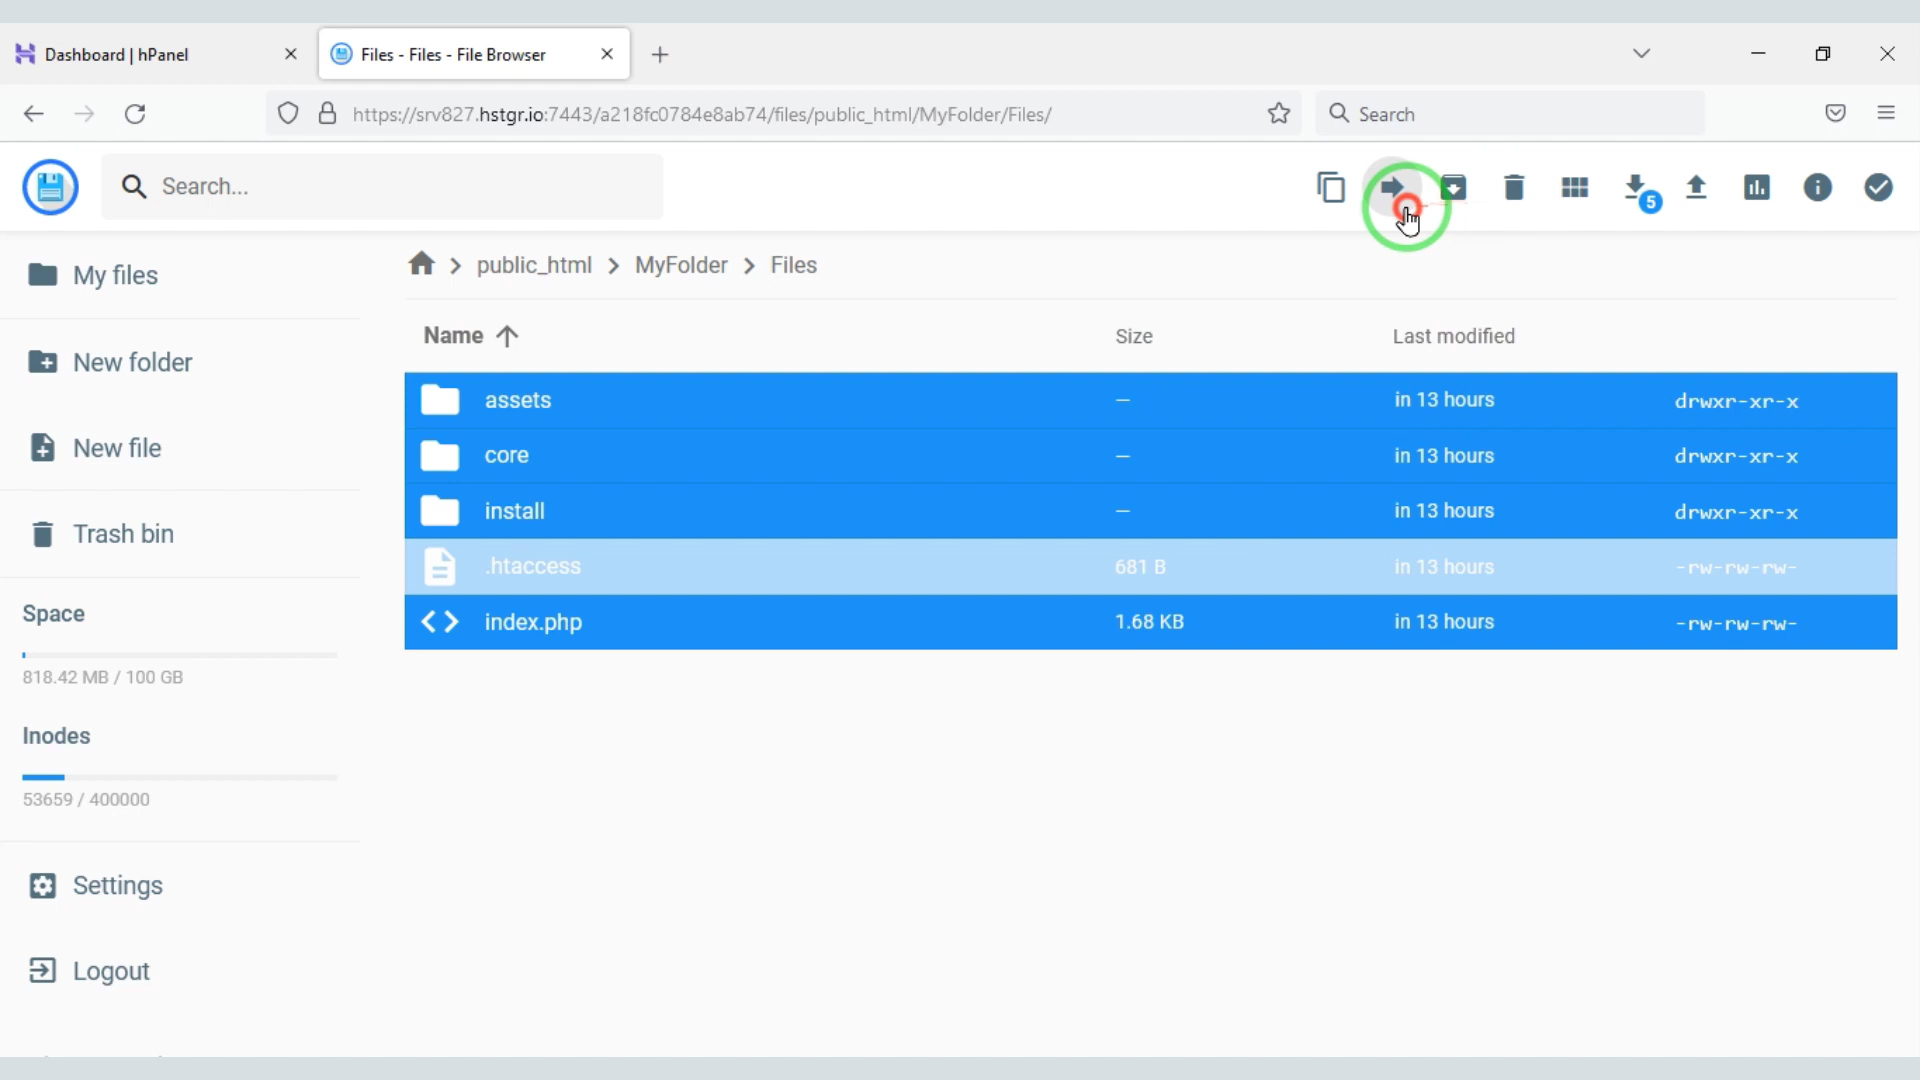 Dashboard | hPanel
Files - Files - File Browser
https://srv827.hstgr.io:7443/a218fc0784e8ab74/files/public_html/MyFolder/Files/
Search
Search...
5
My files
New folder
New file
Trash bin
Space
818.42 MB / 100 GB
Inodes
53659 / 400000
Settings
Logout
public_html > MyFolder > Files
Name Size Last modified
assets — in 13 hours drwxr-xr-x
core — in 13 hours drwxr-xr-x
install — in 13 hours drwxr-xr-x
.htaccess 681 B in 13 hours -rw-rw-rw-
index.php 1.68 KB in 13 hours -rw-rw-rw-